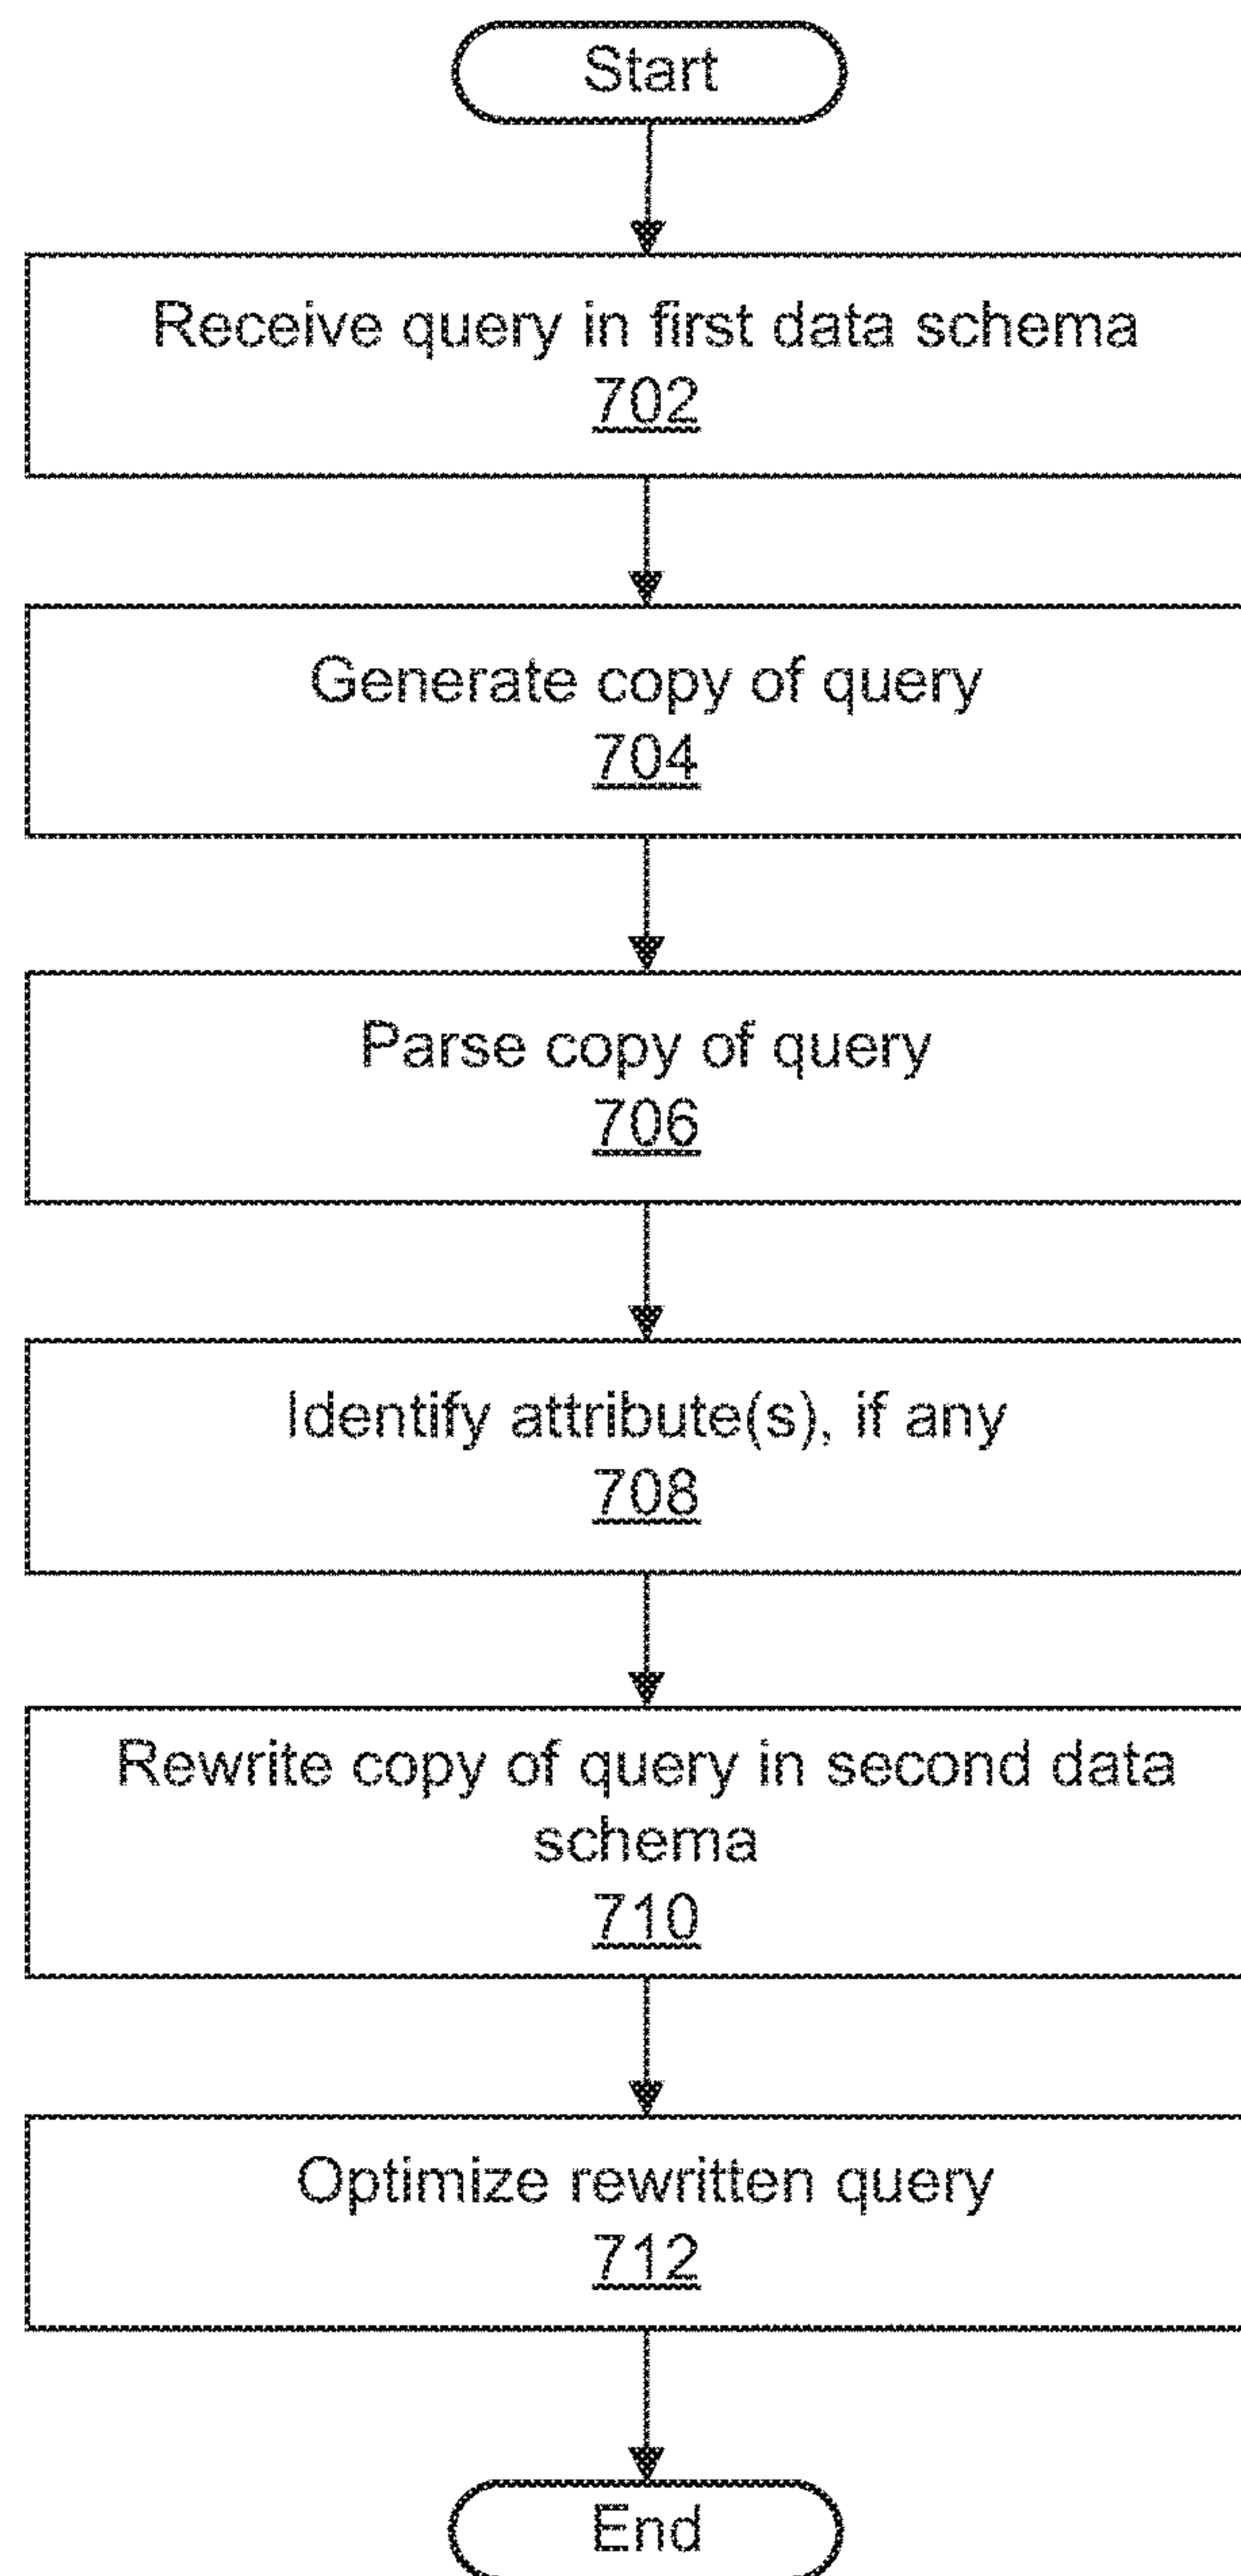 Start
Receive query in first data schema
702
Generate copy of query
704
Parse copy of query
706
Identify attribute(s), if any
708
Rewrite copy of query in second data
schema
710
Optimize rewritten query
712
End